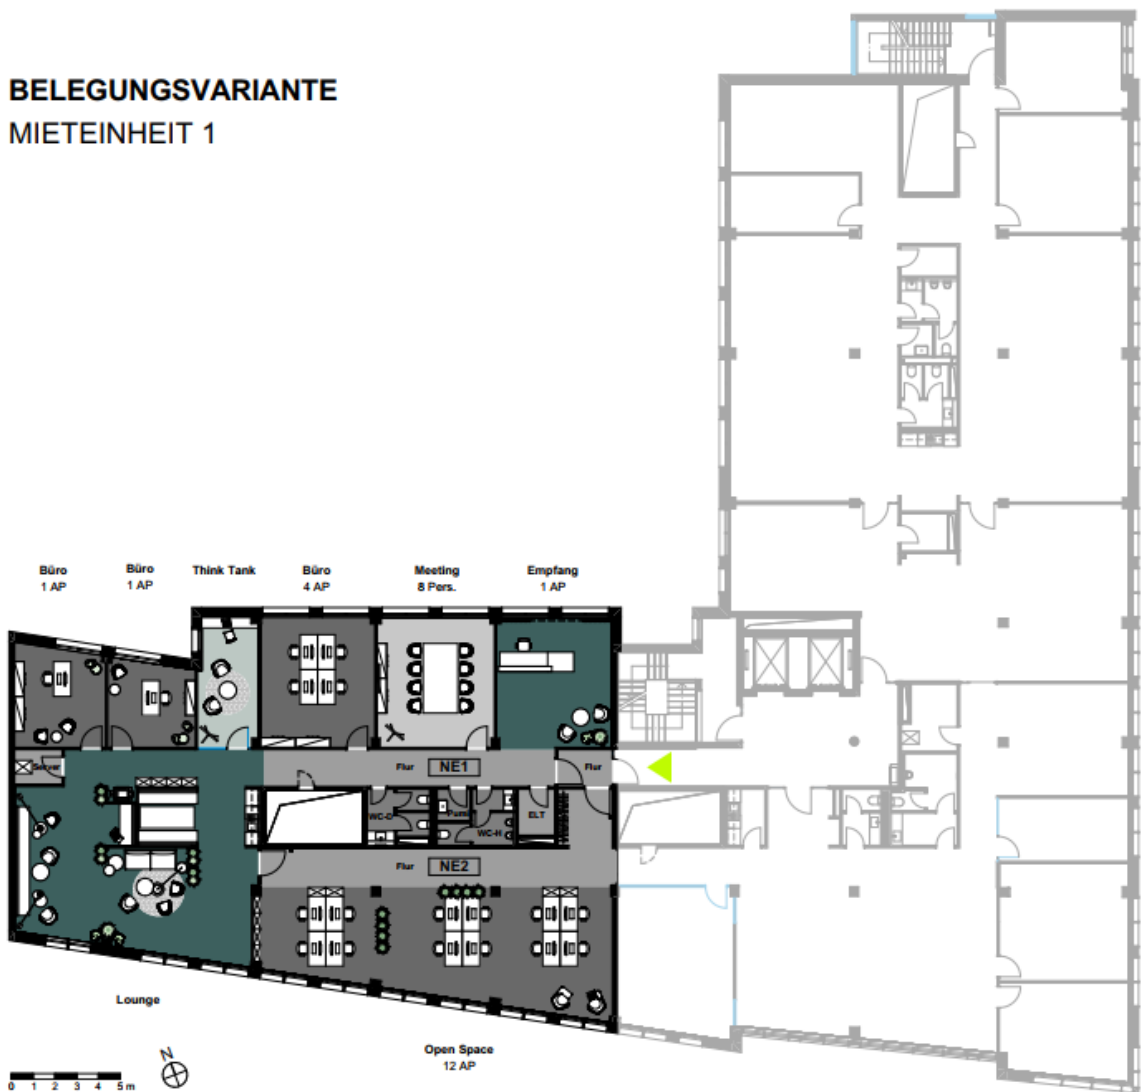 BELEGUNGSVARIANTE
MIETEINHEIT 1
Büro
1 AP
Büro
1 AP
Think Tank
Büro
4 AP
Meeting
8 Pers.
Empfang
1 AP
Server
Flur
NE1
Flur
WC-D
Pumi
WC-H
ELT
Flur
NE2
Lounge
Open Space
12 AP
0 1 2 3 4 5 m
N